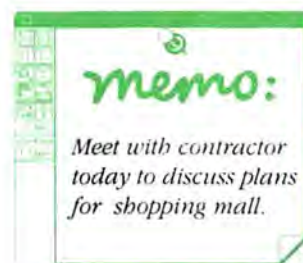 memo:
Meet with contractor
today to discuss plans
for shopping mall.